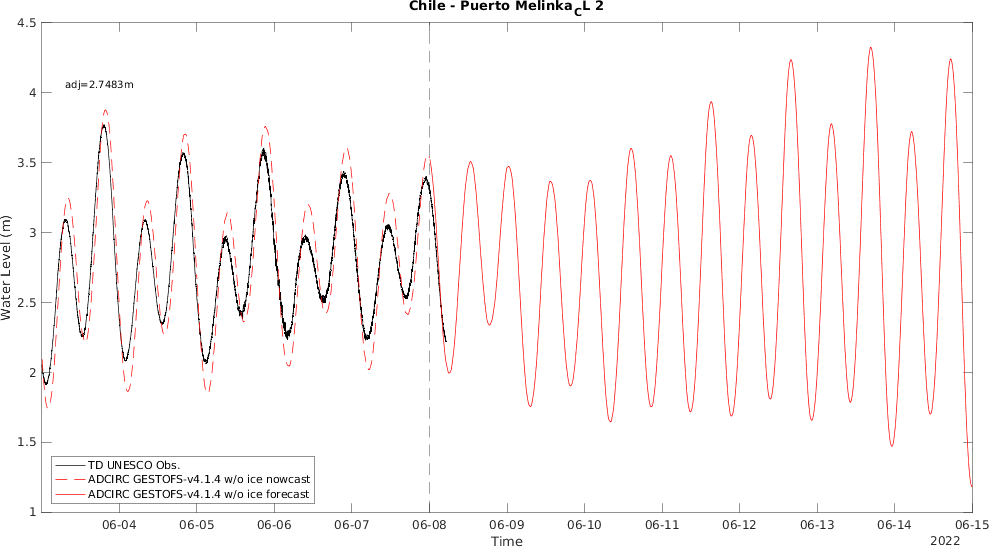 Chile - Puerto Melinka_CL 2
adj=2.7483m
Water Level (m)
4.5
4
3.5
3
2.5
2
1.5
1
TD UNESCO Obs.
ADCIRC GESTOFS-v4.1.4 w/o ice nowcast
ADCIRC GESTOFS-v4.1.4 w/o ice forecast
06-04 06-05 06-06 06-07 06-08 06-09 06-10 06-11 06-12 06-13 06-14 06-15
Time
2022